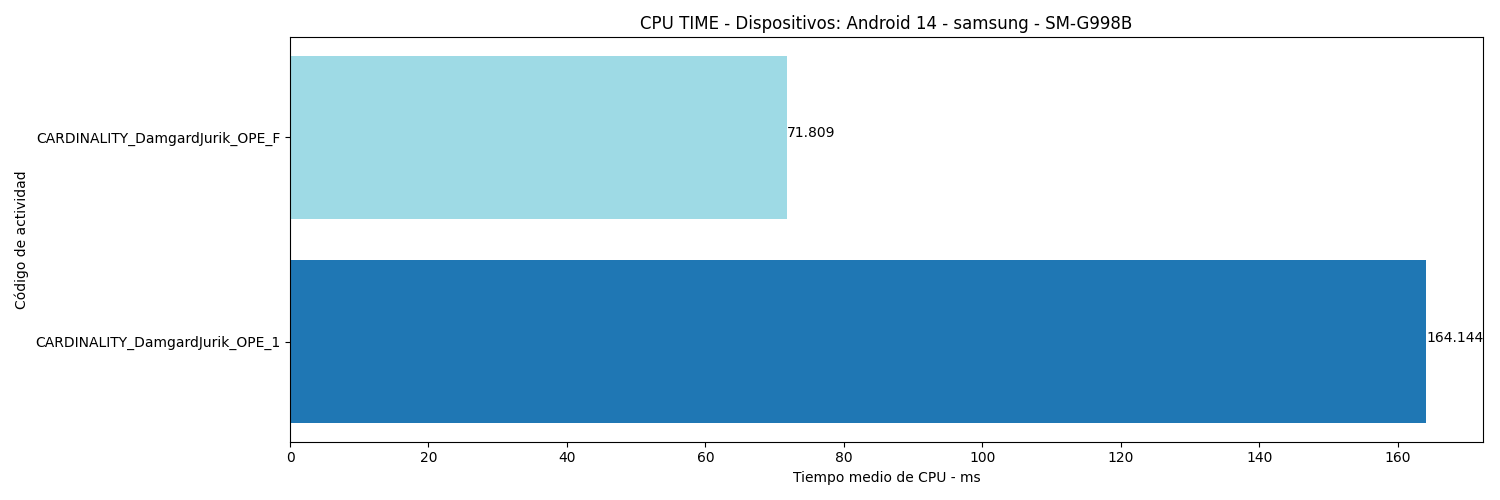 CPU TIME - Dispositivos: Android 14 - samsung - SM-G998B
Código de actividad
CARDINALITY_DamgardJurik_OPE_F
71.809
CARDINALITY_DamgardJurik_OPE_1
164.144
0 20 40 60 80 100 120 140 160
Tiempo medio de CPU - ms